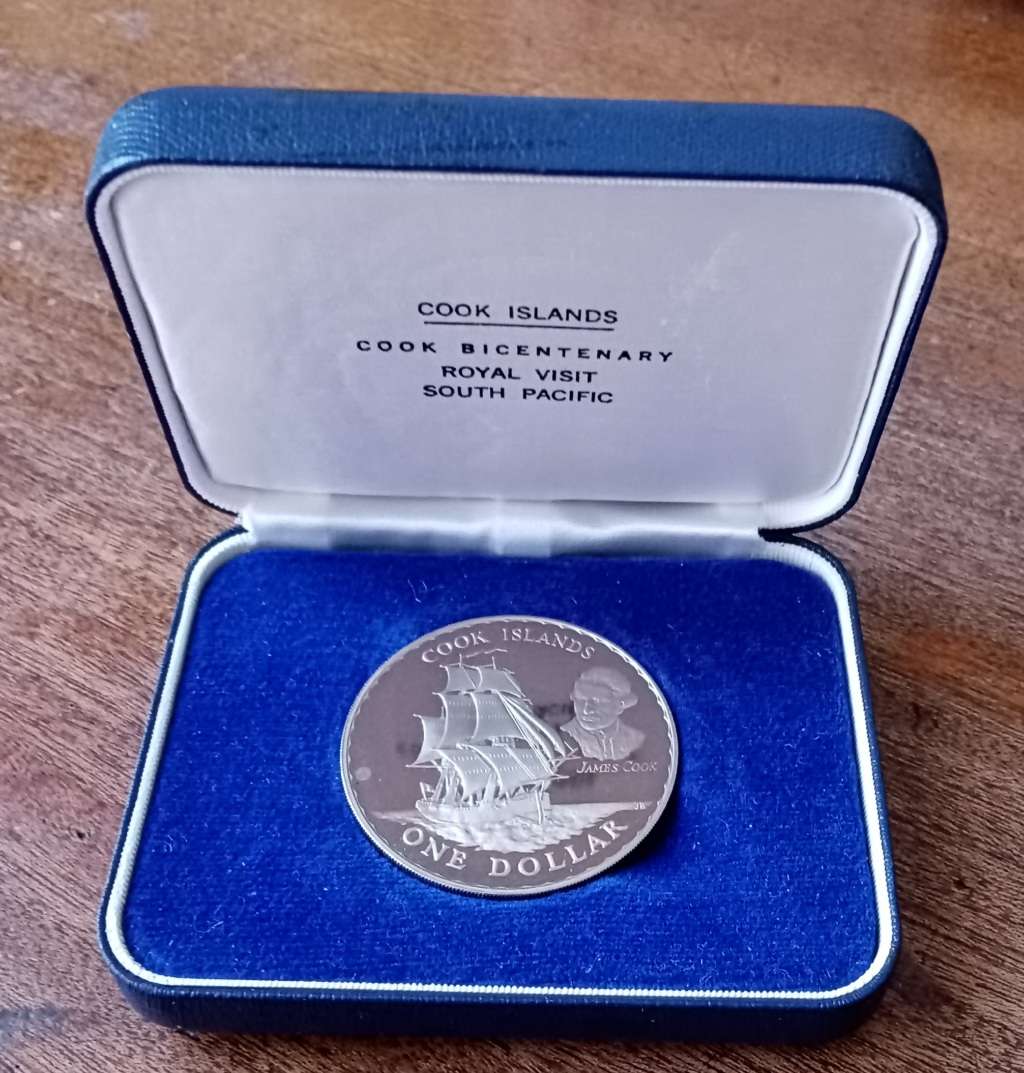 COOK ISLANDS
COOK BICENTENARY
ROYAL VISIT
SOUTH PACIFIC
COOK ISLANDS
JAMES COOK
ONE DOLLAR